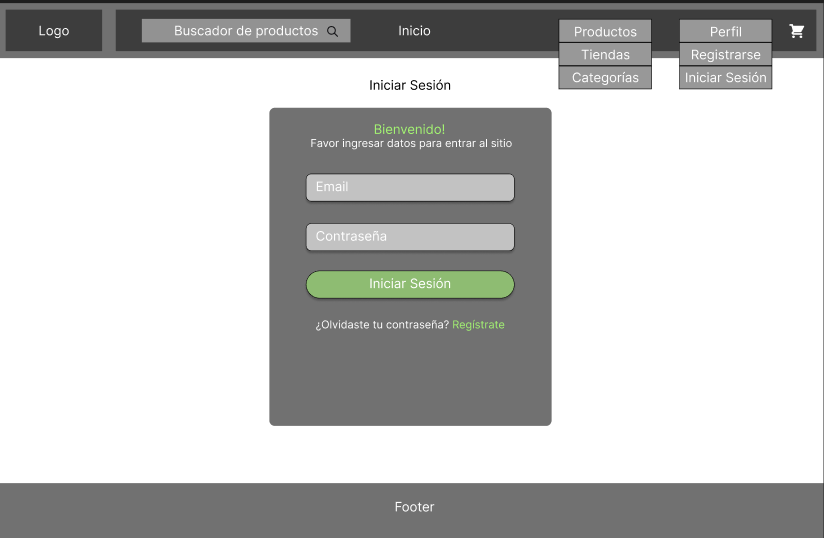 Logo
Buscador de productos
Inicio
Productos
Tiendas
Categorías
Perfil
Registrarse
Iniciar Sesión
Iniciar Sesión
Bienvenido!
Favor ingresar datos para entrar al sitio
Email
Contraseña
Iniciar Sesión
¿Olvidaste tu contraseña? Regístrate
Footer